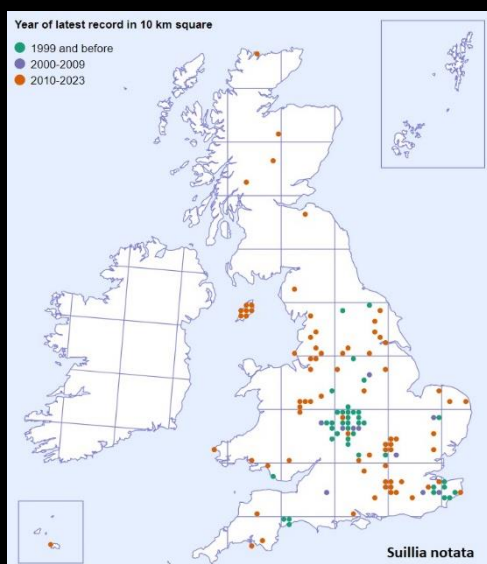 Year of latest record in 10 km square
1999 and before
2000-2009
2010-2023
Suillia notata